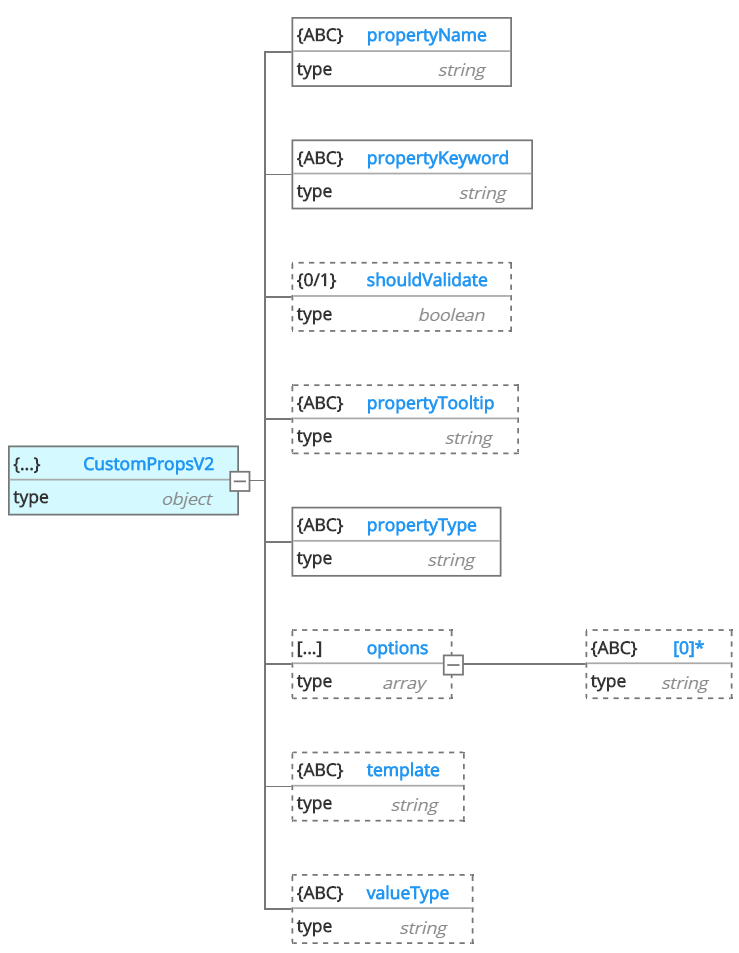 {ABC} propertyName
type string
{ABC} propertyKeyword
type string
{0/1} shouldValidate
type boolean
{ABC} propertyTooltip
type string
{...} CustomPropsV2
type object
{ABC} propertyType
type string
[...] options
type array
{ABC} [0]*
type string
{ABC} template
type string
{ABC} valueType
type string